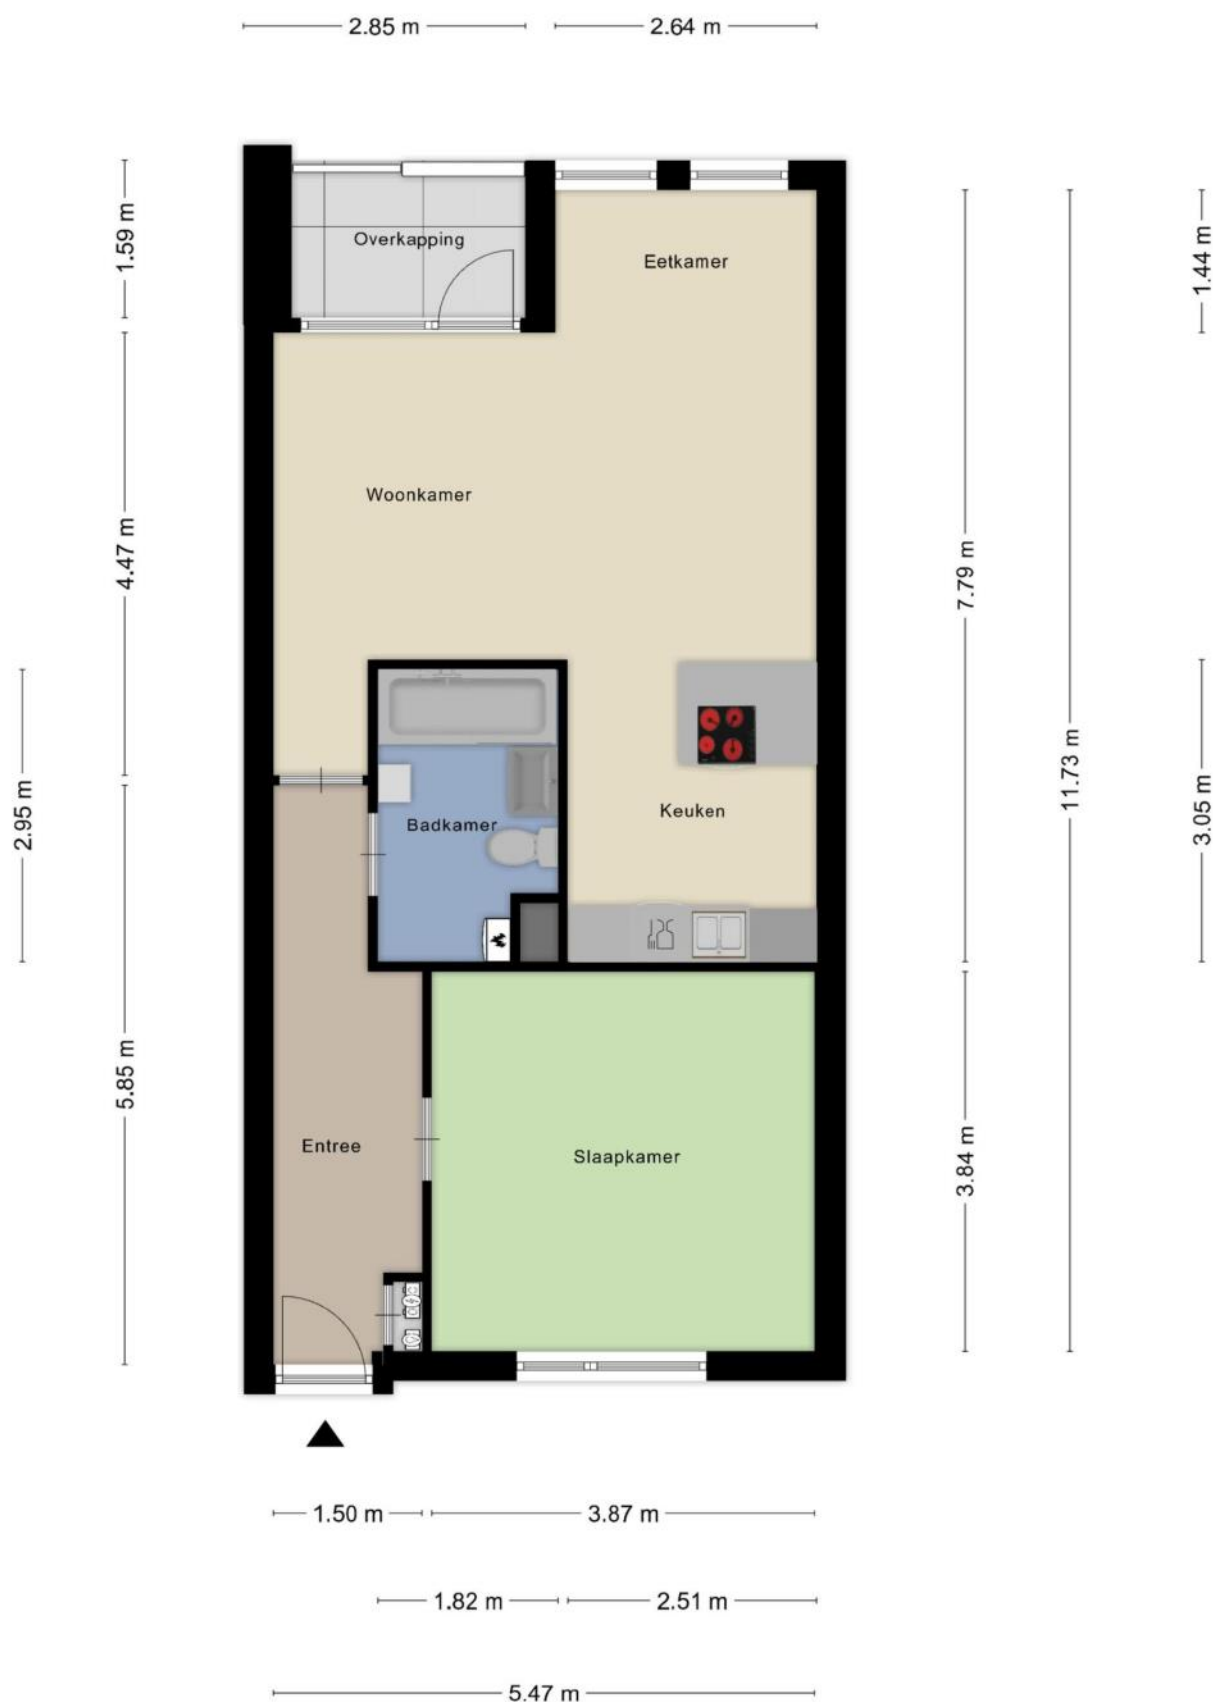 2.85 m
2.64 m
1.59 m
1.44 m
Overkapping
Eetkamer
Woonkamer
4.47 m
7.79 m
11.73 m
2.95 m
3.05 m
Badkamer
Keuken
5.85 m
Entree
Slaapkamer
3.84 m
1.50 m
3.87 m
1.82 m
2.51 m
5.47 m